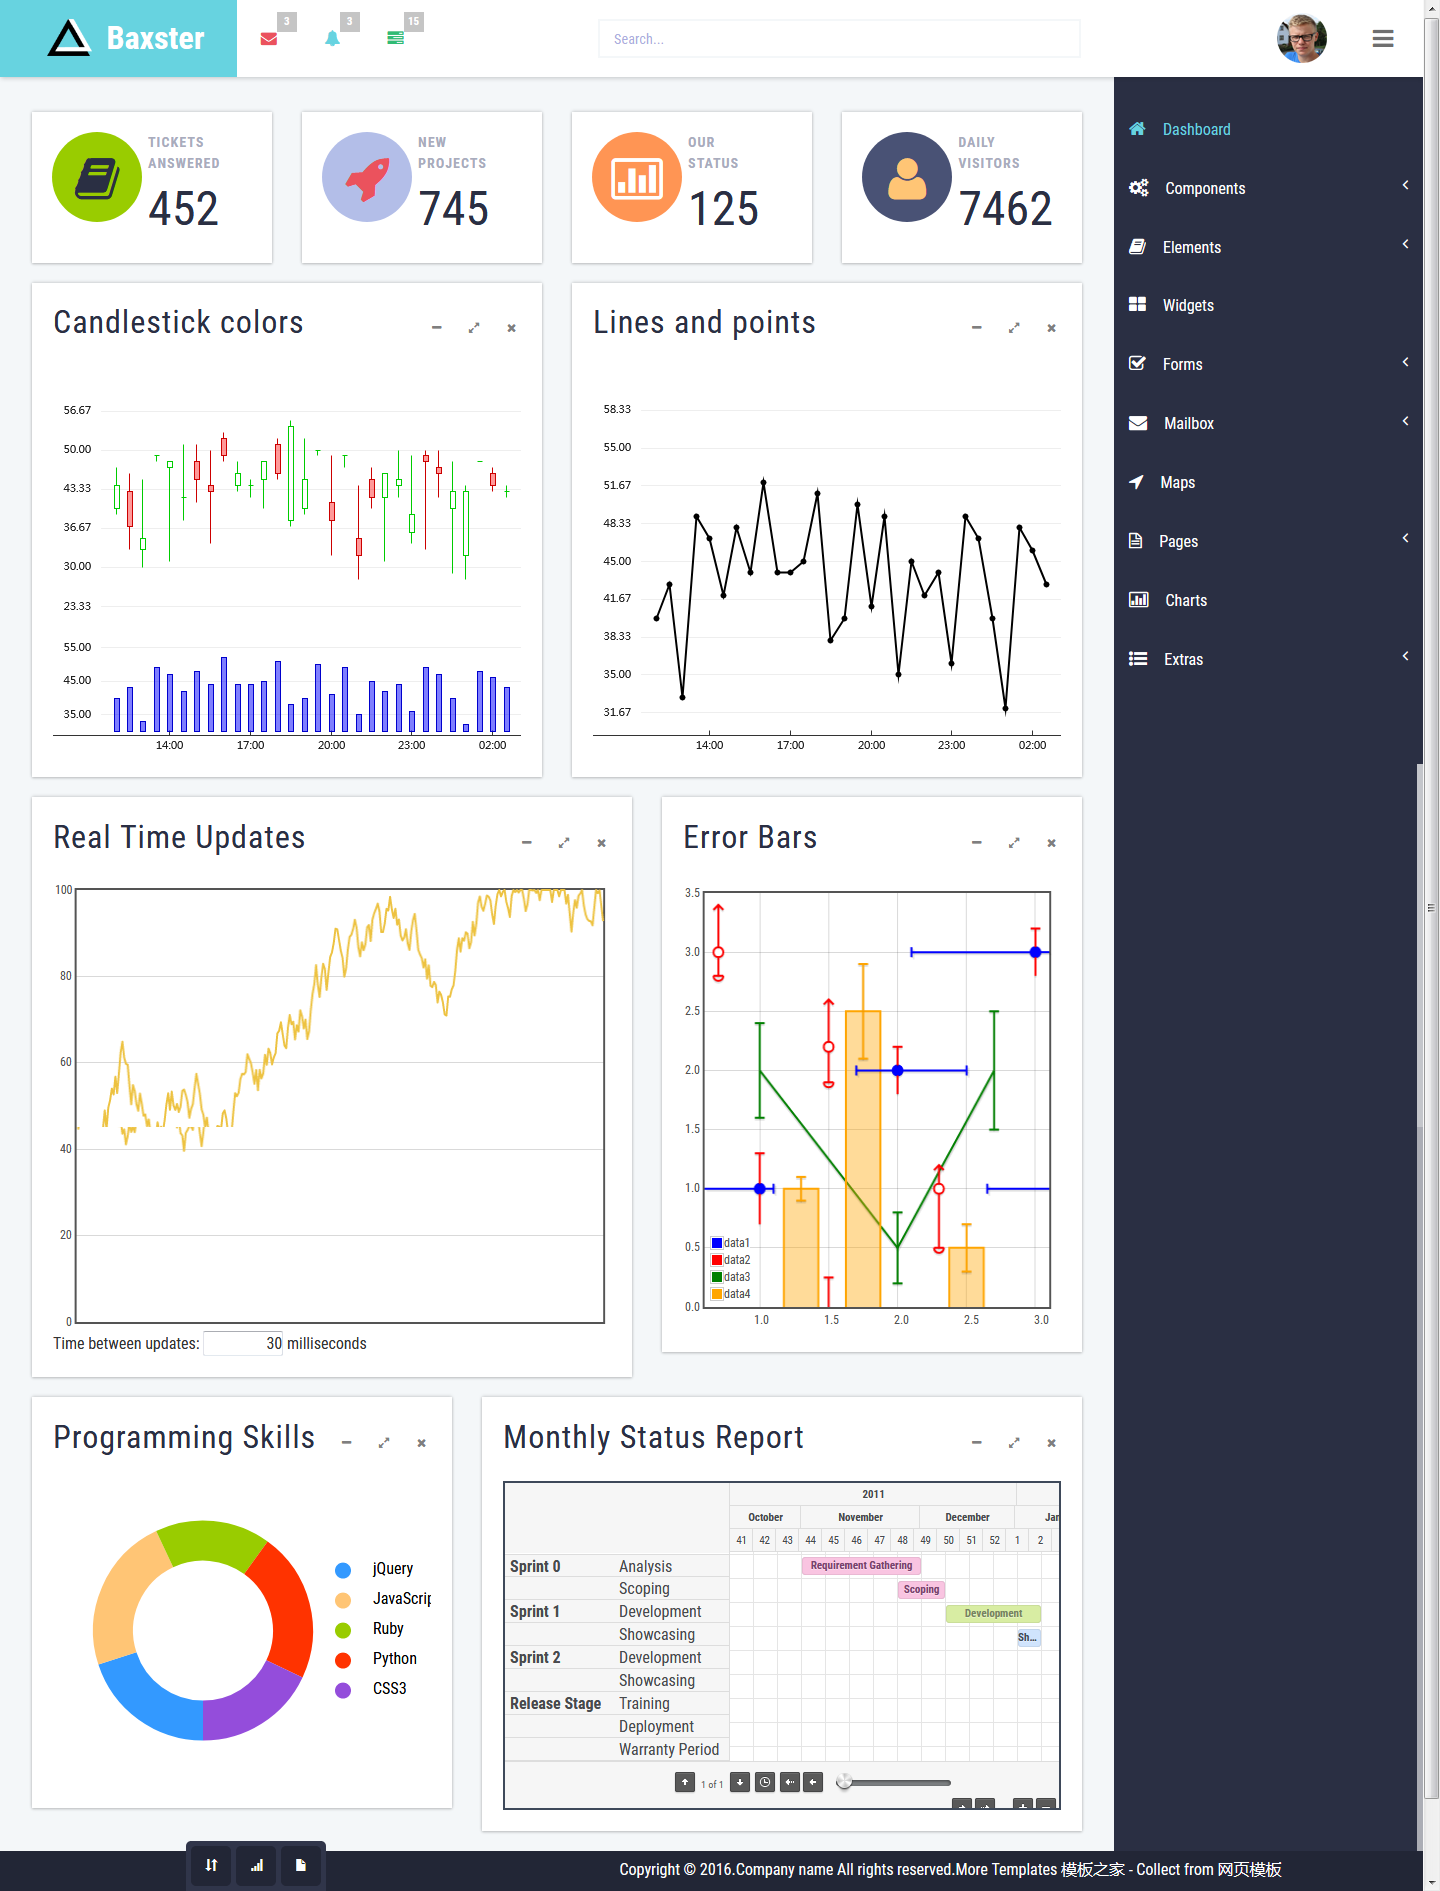 Baxster
3
3
15
Search...
TICKETS
ANSWERED
452
NEW
PROJECTS
745
OUR
STATUS
125
DAILY
VISITORS
7462
Dashboard
Components
Elements
Widgets
Forms
Mailbox
Maps
Pages
Charts
Extras
Candlestick colors
56.67
50.00
43.33
36.67
30.00
23.33
55.00
45.00
35.00
14:00 17:00 20:00 23:00 02:00
Lines and points
58.33
55.00
51.67
48.33
45.00
41.67
38.33
35.00
31.67
14:00 17:00 20:00 23:00 02:00
Real Time Updates
100
80
60
40
20
0
Time between updates: 30 milliseconds
Error Bars
3.5
3.0
2.5
2.0
1.5
1.0
0.5
0.0
data1
data2
data3
data4
1.0 1.5 2.0 2.5 3.0
Programming Skills
jQuery
JavaScrip
Ruby
Python
CSS3
Monthly Status Report
2011
October November December Jan
41 42 43 44 45 46 47 48 49 50 51 52 1 2
Sprint 0 Analysis Requirement Gathering
Scoping Scoping
Sprint 1 Development Development
Showcasing Sh...
Sprint 2 Development
Showcasing
Release Stage Training
Deployment
Warranty Period
1 of 1
Copyright © 2016.Company name All rights reserved.More Templates 模板之家 - Collect from 网页模板